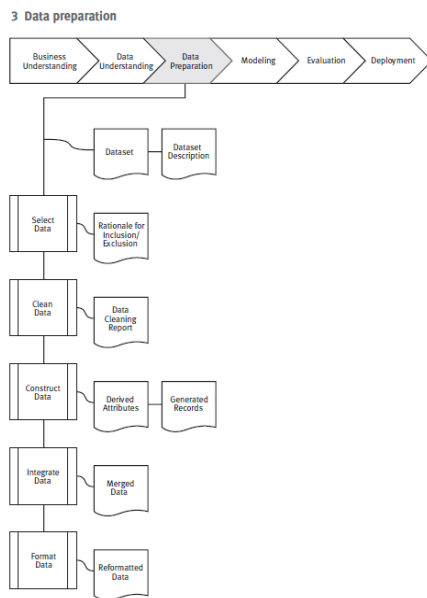 3 Data preparation
Business
Understanding
Data
Understanding
Data
Preparation
Modeling
Evaluation
Deployment
Dataset
Dataset
Description
Select
Data
Rationale for
Inclusion/
Exclusion
Clean
Data
Data
Cleaning
Report
Construct
Data
Derived
Attributes
Generated
Records
Integrate
Data
Merged
Data
Format
Data
Reformatted
Data